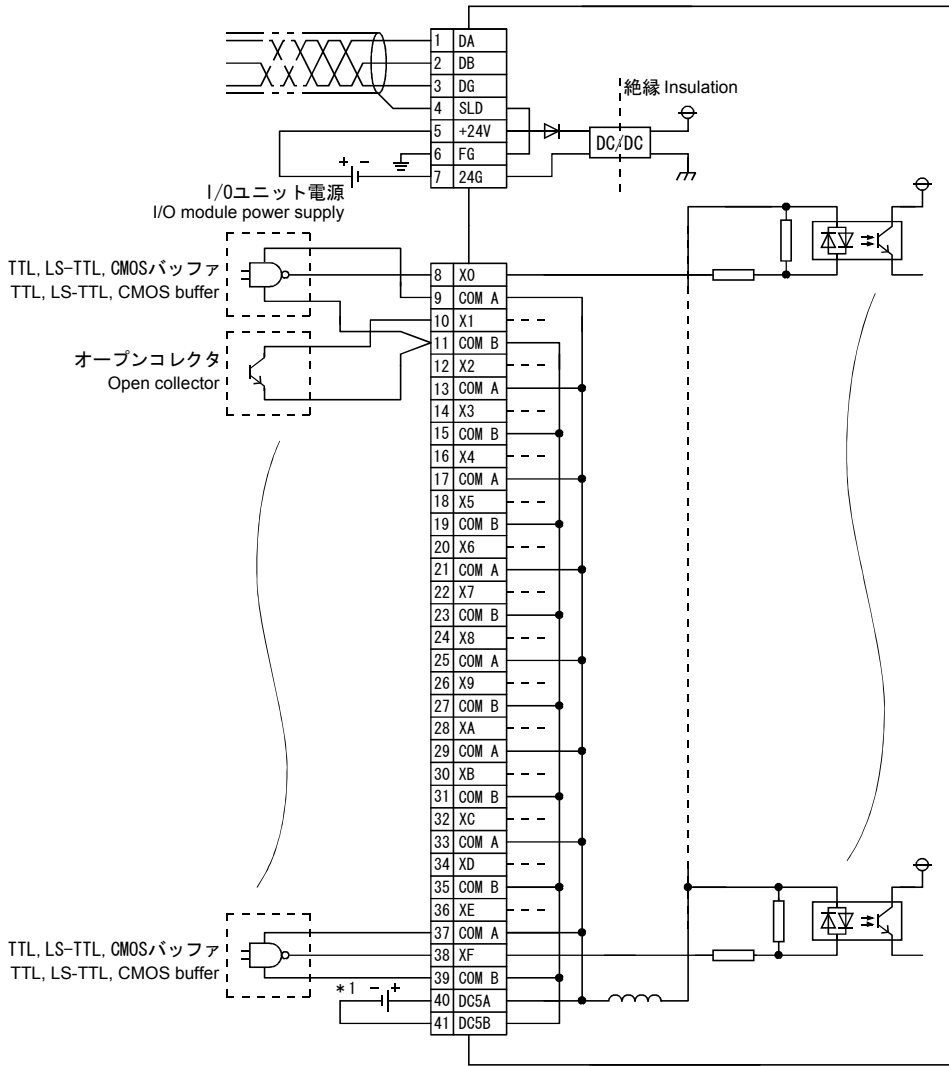 1 DA
2 DB
3 DG
4 SLD
5 +24V
6 FG
7 24G
絶縁 Insulation
DC/DC
+ -
I/Oユニット電源
I/O module power supply
TTL, LS-TTL, CMOSバッファ
TTL, LS-TTL, CMOS buffer
オープンコレクタ
Open collector
8 X0
9 COM A
10 X1
11 COM B
12 X2
13 COM A
14 X3
15 COM B
16 X4
17 COM A
18 X5
19 COM B
20 X6
21 COM A
22 X7
23 COM B
24 X8
25 COM A
26 X9
27 COM B
28 XA
29 COM A
30 XB
31 COM B
32 XC
33 COM A
34 XD
35 COM B
36 XE
37 COM A
38 XF
39 COM B
40 DC5A
41 DC5B
TTL, LS-TTL, CMOSバッファ
TTL, LS-TTL, CMOS buffer
*1 - +